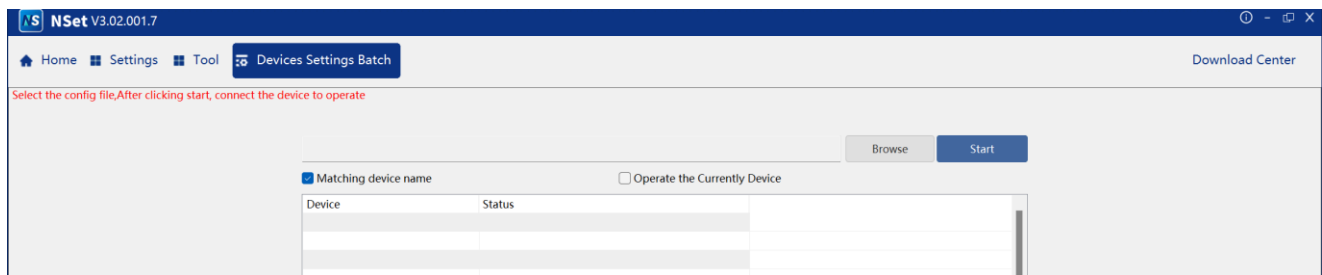 NS NSet V3.02.001.7
Home Settings Tool Devices Settings Batch Download Center
Select the config file,After clicking start, connect the device to operate
Browse Start
Matching device name Operate the Currently Device
Device Status